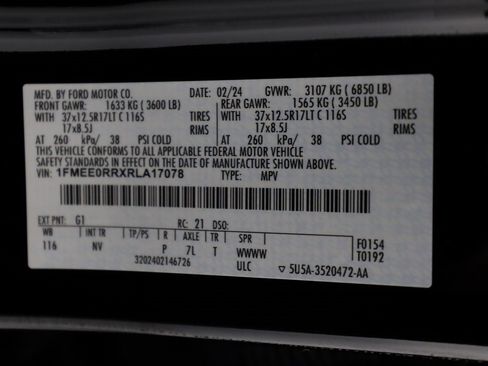 MFD. BY FORD MOTOR CO. DATE: 02/24 GVWR: 3107 KG ( 6850 LB)
FRONT GAWR: 1633 KG ( 3600 LB) REAR GAWR: 1565 KG ( 3450 LB)
WITH 37x12.5R17LT C 116S TIRES WITH 37x12.5R17LT C 116S TIRES
17x8.5J RIMS 17x8.5J RIMS
AT 260 kPa/ 38 PSI COLD AT 260 kPa/ 38 PSI COLD
THIS VEHICLE CONFORMS TO ALL APPLICABLE FEDERAL MOTOR VEHICLE
SAFETY STANDARDS IN EFFECT ON THE DATE OF MANUFACTURE SHOWN ABOVE.
VIN: 1FMEE0RRXRLA17078 TYPE: MPV
EXT PNT: G1 RC: 21 DSO:
WB INT TR TP/PS R AXLE TR SPR F0154
116 NV P 7L T WWWW T0192
3202402146726 ULC ▽ 5U5A-3520472-AA